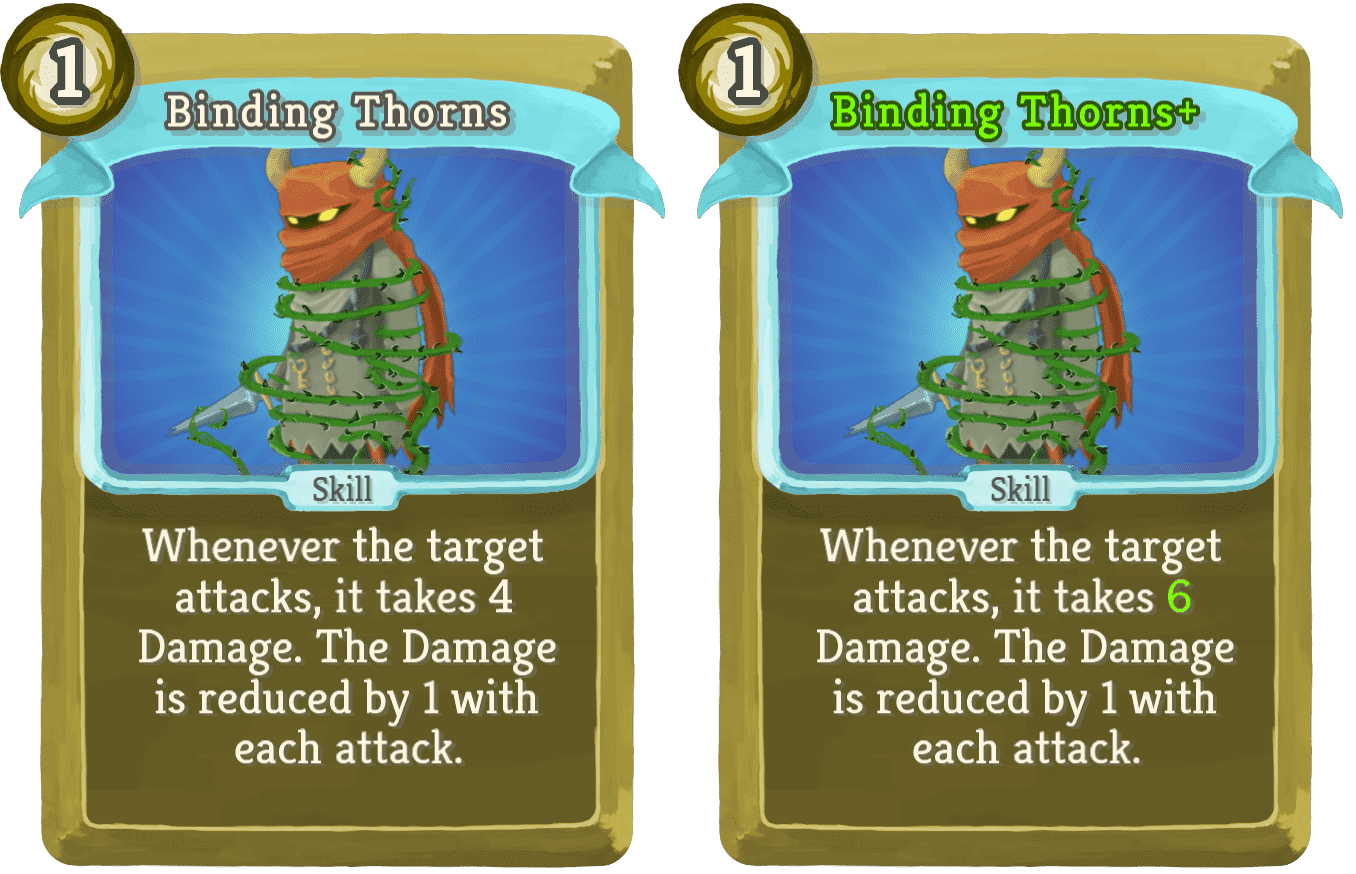 1
Binding Thorns
Skill
Whenever the target
attacks, it takes 4
Damage. The Damage
is reduced by 1 with
each attack.
1
Binding Thorns+
Skill
Whenever the target
attacks, it takes 6
Damage. The Damage
is reduced by 1 with
each attack.